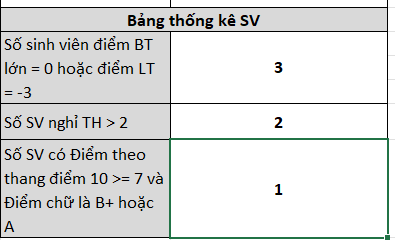 Bảng thống kê SV
Số sinh viên điểm BT
lớn = 0 hoặc điểm LT
= -3
3
Số SV nghỉ TH > 2
2
Số SV có Điểm theo
thang điểm 10 >= 7 và
Điểm chữ là B+ hoặc
A
1